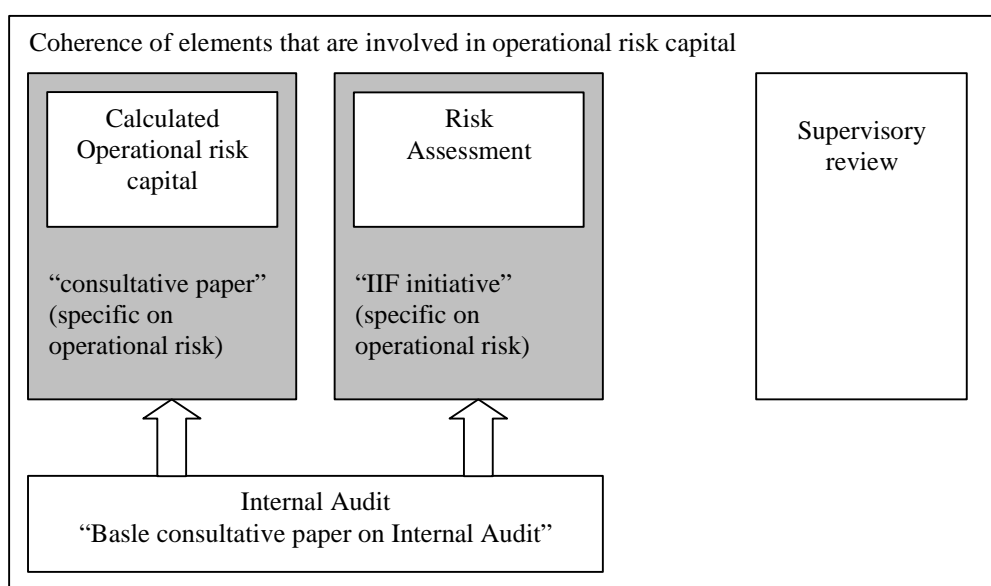 Coherence of elements that are involved in operational risk capital
Calculated
Operational risk
capital
“consultative paper”
(specific on
operational risk)
Risk
Assessment
“IIF initiative”
(specific on
operational risk)
Supervisory
review
Internal Audit
“Basle consultative paper on Internal Audit”